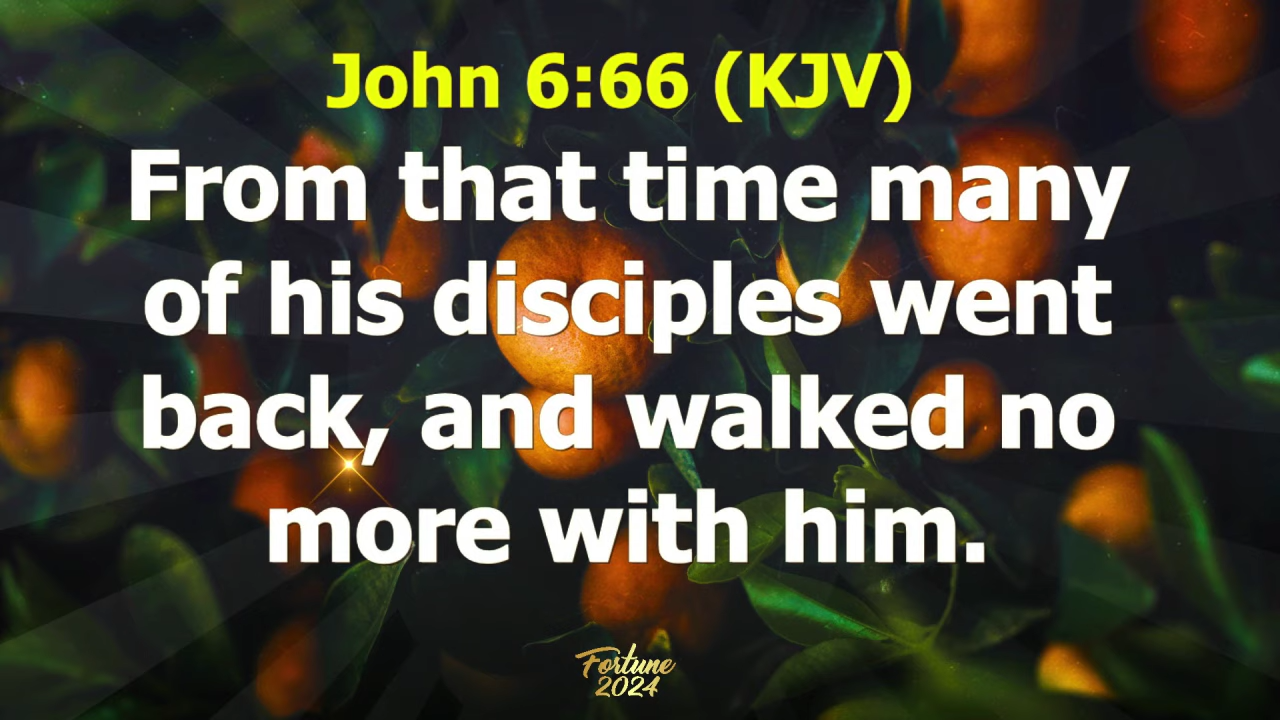 John 6:66 (KJV)
From that time many
of his disciples went
back, and walked no
more with him.
Fortune
2024